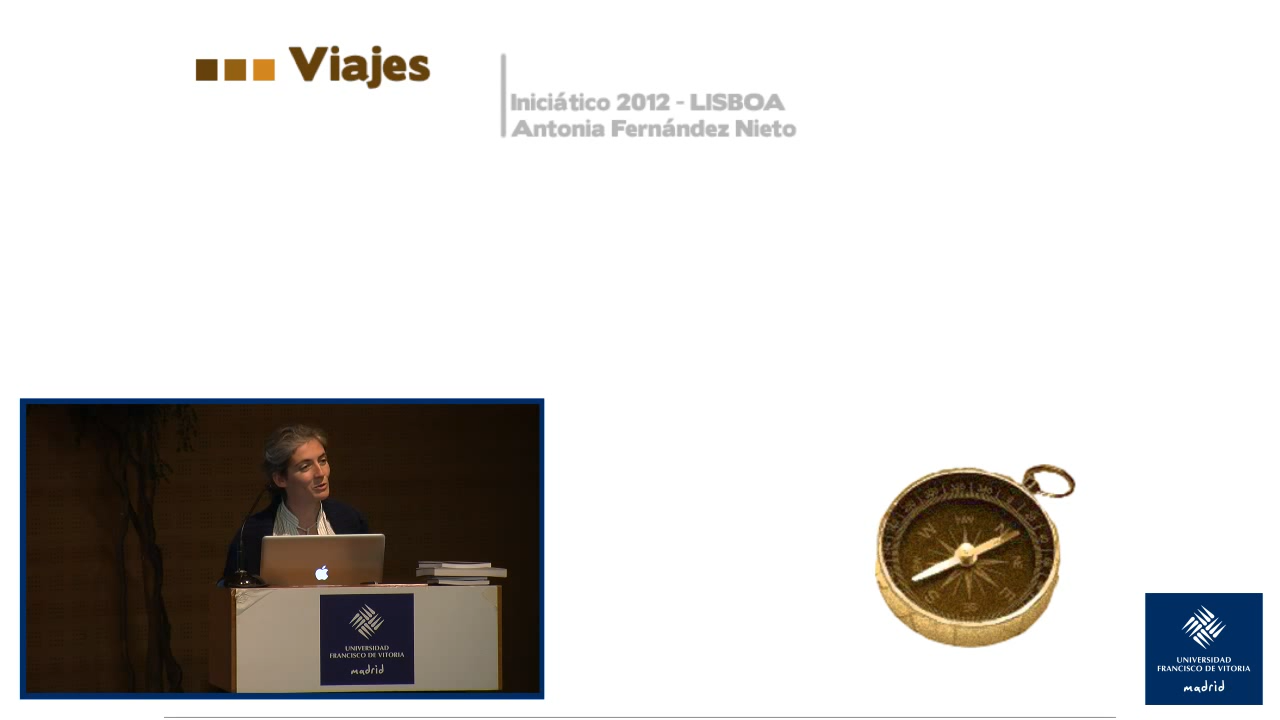 Viajes
Iniciático 2012 - LISBOA
Antonia Fernández Nieto
UNIVERSIDAD
FRANCISCO DE VITORIA
madrid
N
W
S
E
UNIVERSIDAD
FRANCISCO DE VITORIA
madrid